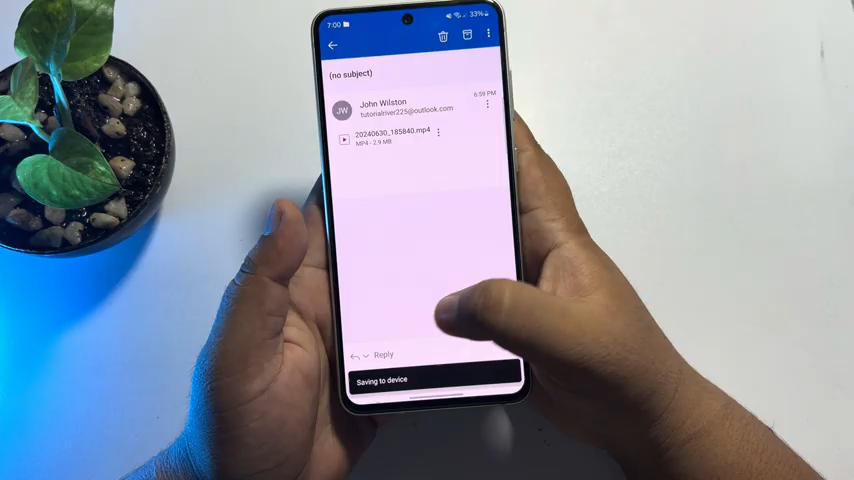 7:00
33%
(no subject)
JW
John Wilston
6:59 PM
tutorialriver225@outlook.com
20240630_185840.mp4
MP4 - 2.9 MB
Reply
Saving to device